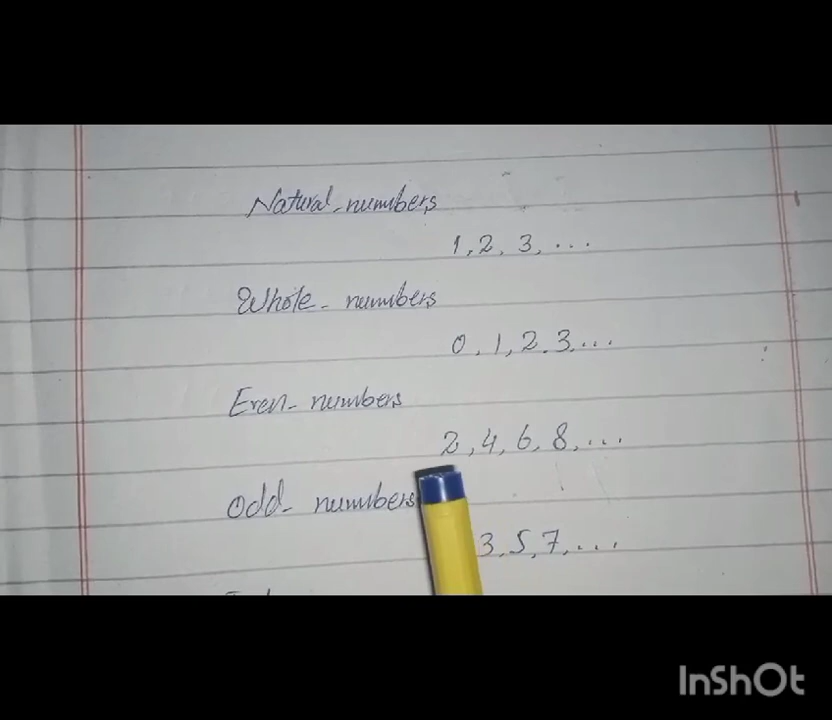 Natural numbers
1, 2, 3, ...
Whole numbers
0, 1, 2, 3, ...
Even numbers
2, 4, 6, 8, ...
Odd numbers
3, 5, 7, ...
InShOt